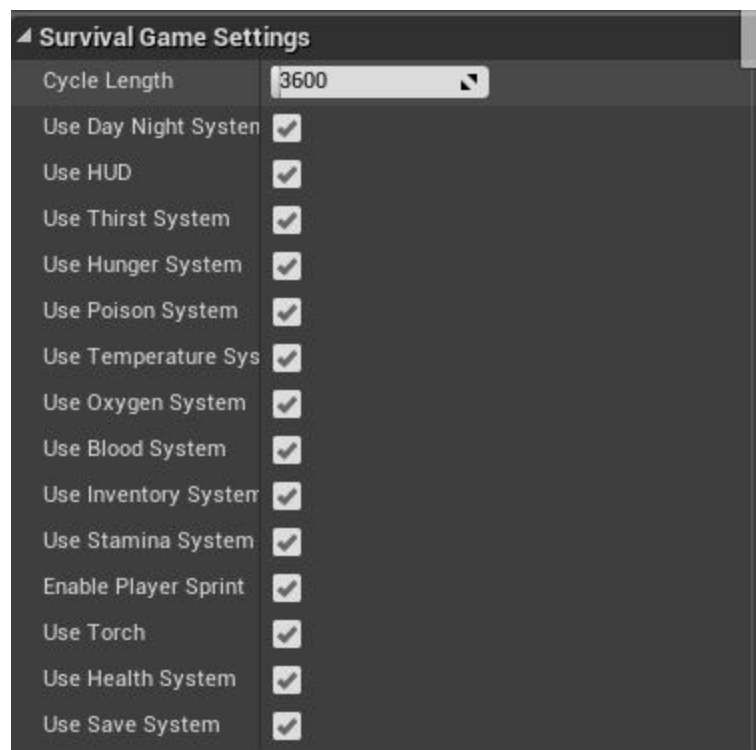 Survival Game Settings
Cycle Length 3600
Use Day Night System
Use HUD
Use Thirst System
Use Hunger System
Use Poison System
Use Temperature Sys
Use Oxygen System
Use Blood System
Use Inventory System
Use Stamina System
Enable Player Sprint
Use Torch
Use Health System
Use Save System